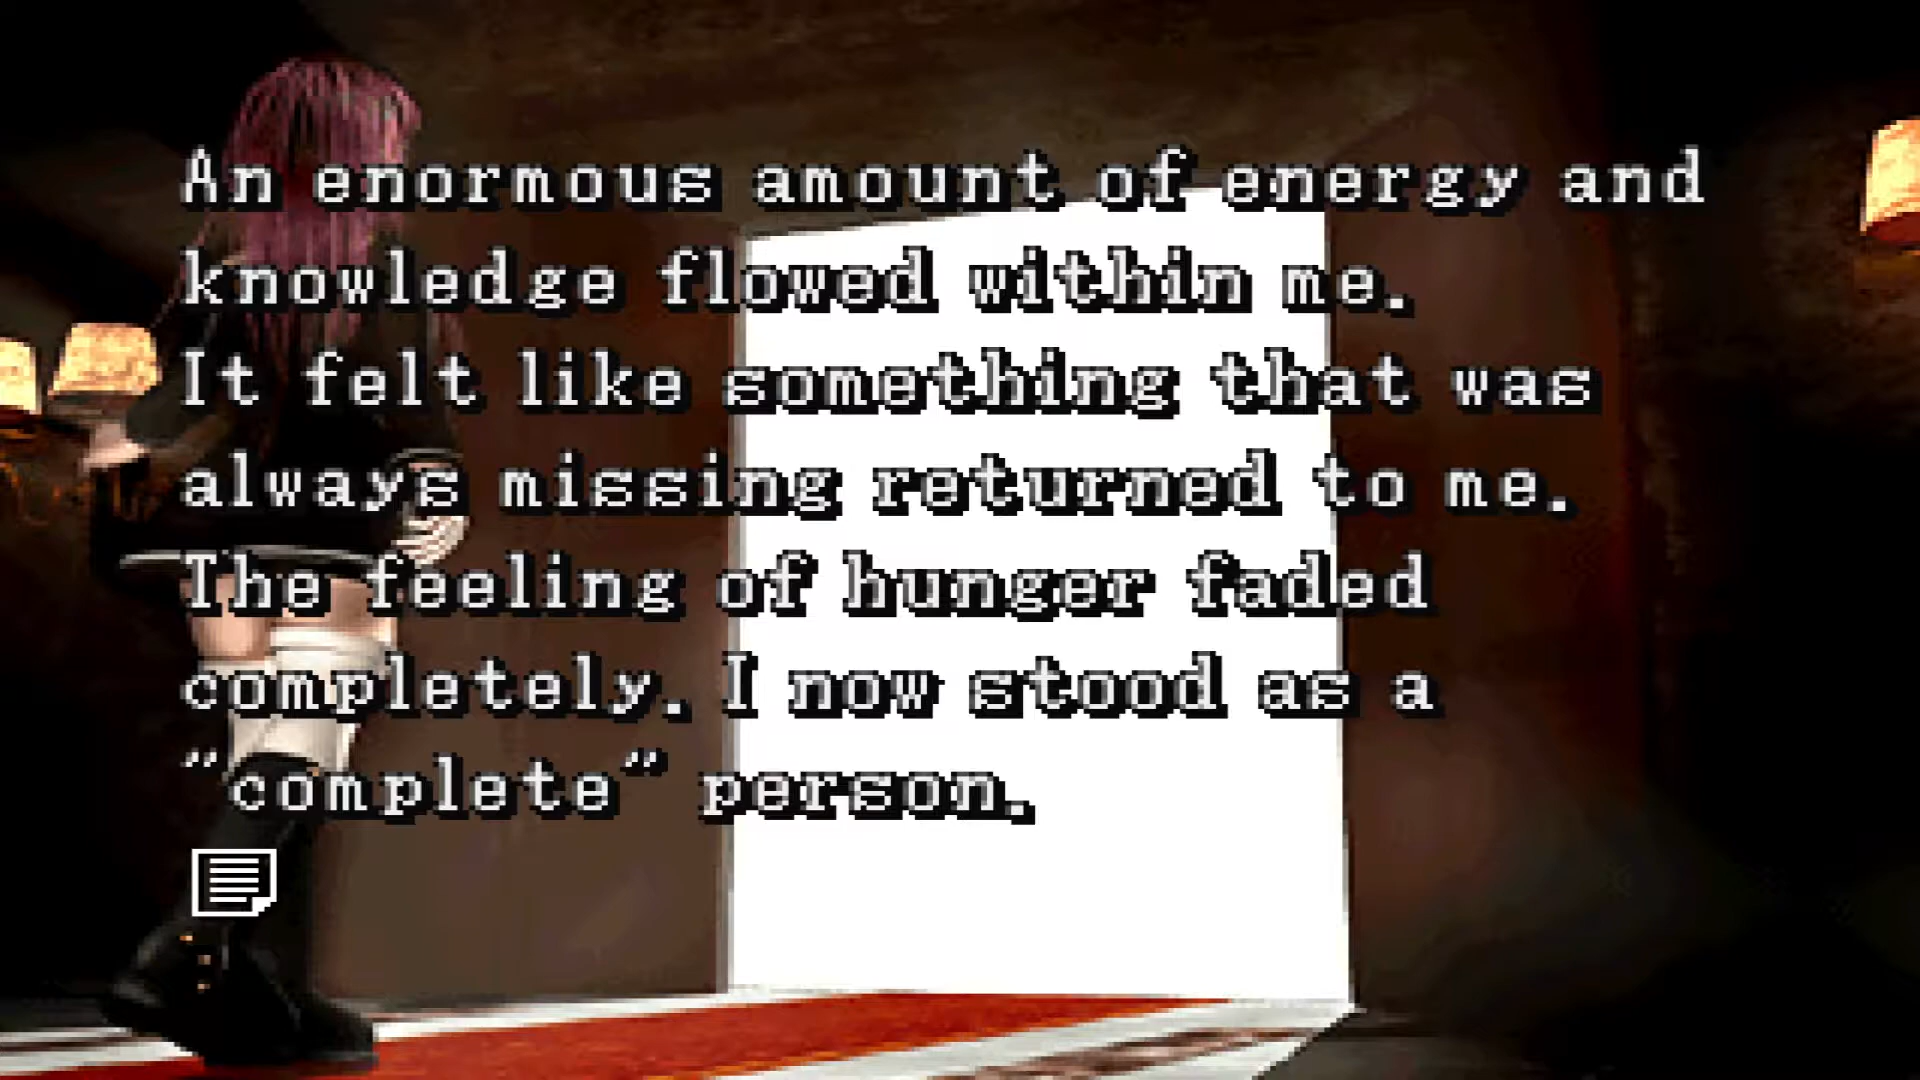 An enormous amount of energy and
knowledge flowed within me.
It felt like something that was
always missing returned to me.
The feeling of hunger faded
completely. I now stood as a
“complete” person.